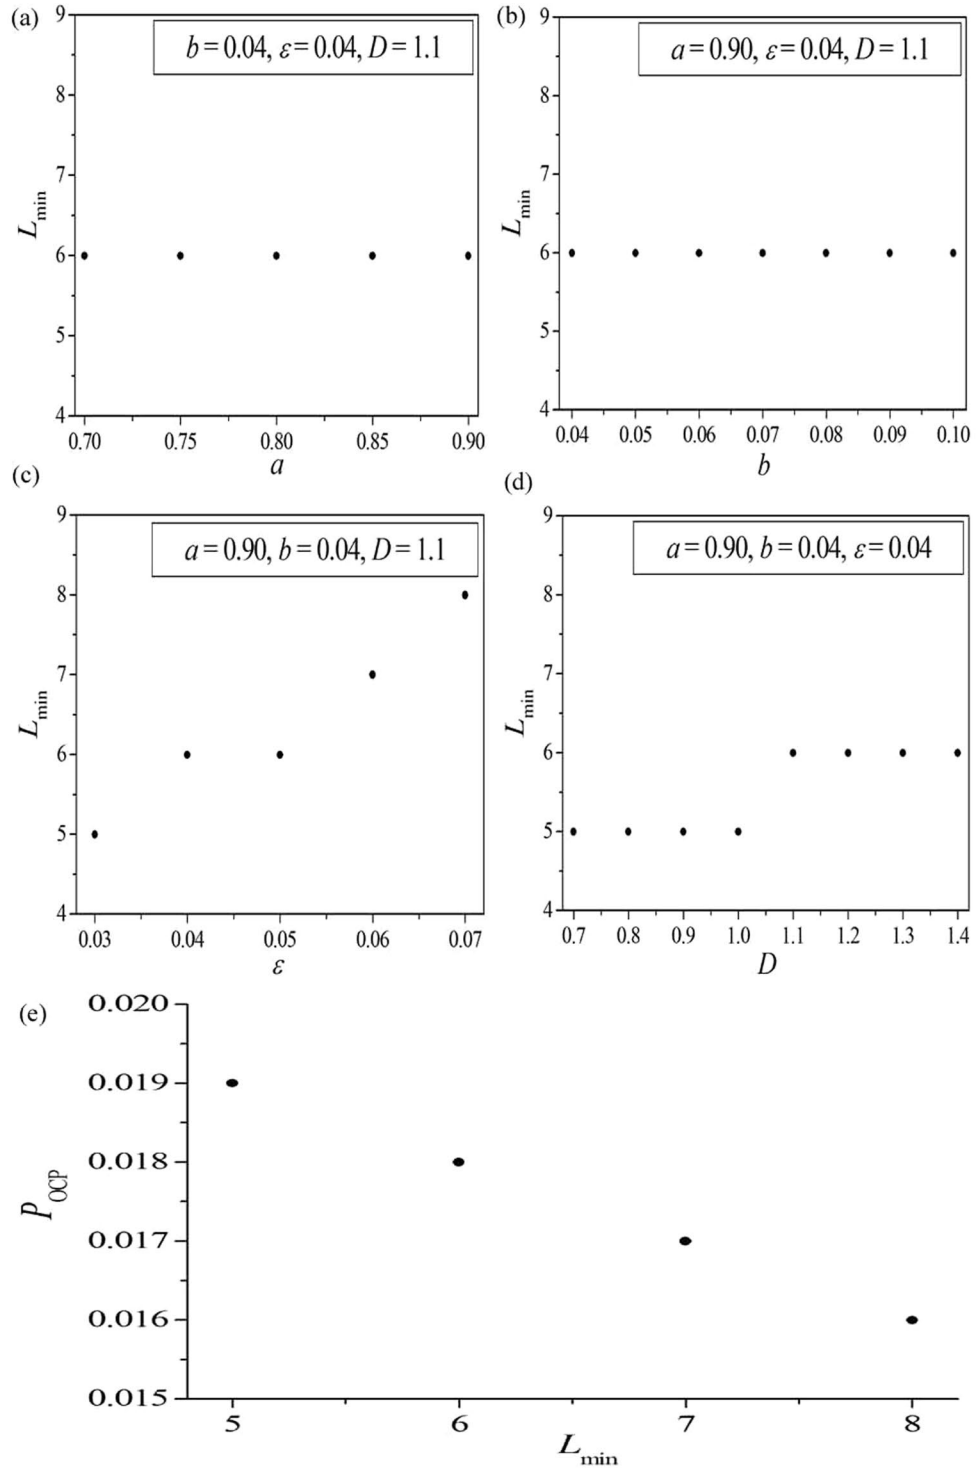 (a)
b = 0.04, ε = 0.04, D = 1.1
9
8
7
6
5
4
L_min
0.70 0.75 0.80 0.85 0.90
a
(b)
a = 0.90, ε = 0.04, D = 1.1
9
8
7
6
5
4
L_min
0.04 0.05 0.06 0.07 0.08 0.09 0.10
b
(c)
a = 0.90, b = 0.04, D = 1.1
9
8
7
6
5
4
L_min
0.03 0.04 0.05 0.06 0.07
ε
(d)
a = 0.90, b = 0.04, ε = 0.04
9
8
7
6
5
4
L_min
0.7 0.8 0.9 1.0 1.1 1.2 1.3 1.4
D
(e)
0.020
0.019
0.018
0.017
0.016
0.015
P_OCP
5 6 7 8
L_min